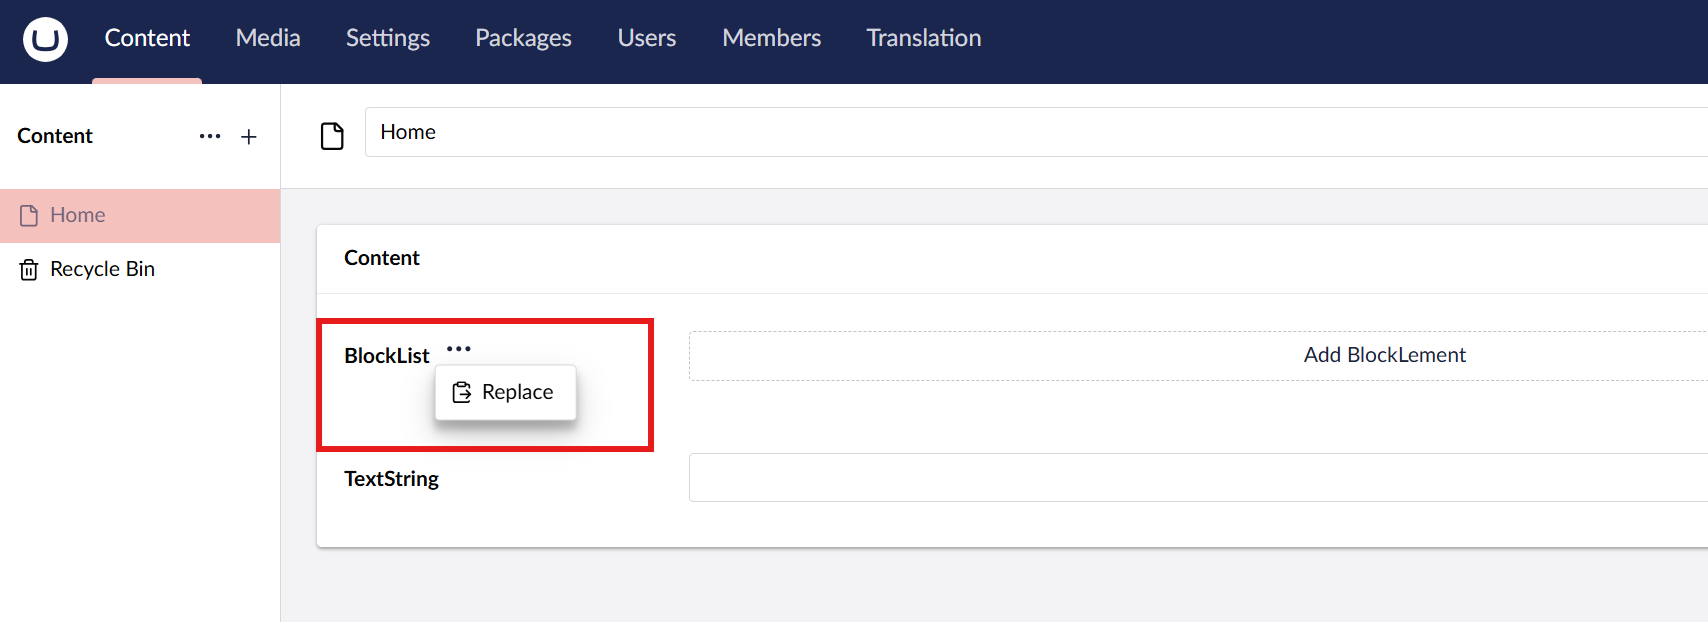 Content Media Settings Packages Users Members Translation
Content
Home
Home
Recycle Bin
Content
BlockList
Add BlockLement
Replace
TextString